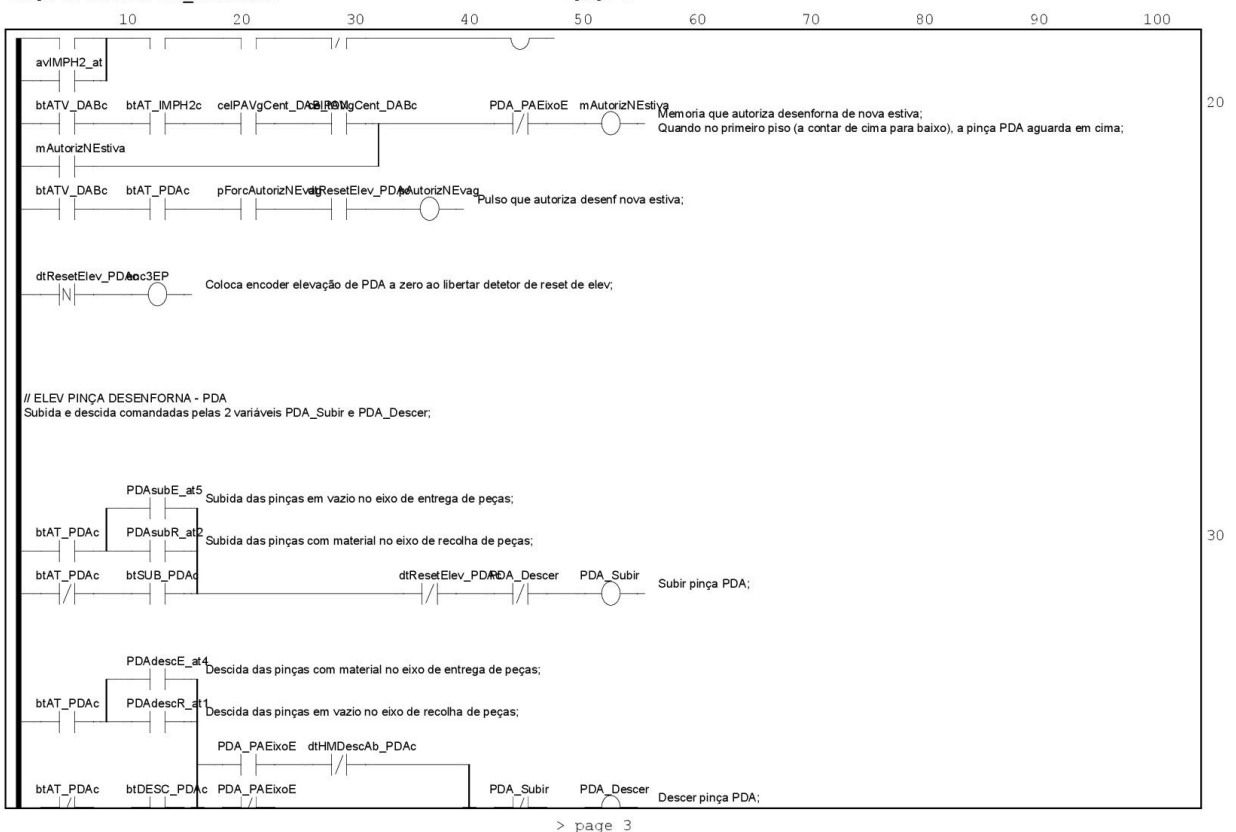 10 20 30 40 50 60 70 80 90 100
avIMPH2_at
btATV_DABc btAT_IMPH2c PDA_PAEixoE mAutorizNEstiva
20
Memoria que autoriza desenforna de nova estiva;
Quando no primeiro piso (a contar de cima para baixo), a pinça PDA aguarda em cima;
mAutorizNEstiva
btATV_DABc btAT_PDAc pForcAutorizNEvag dtResetElev_PDAc pAutorizNEvag
Pulso que autoriza desenf nova estiva;
dtResetElev_PDAc enc3EP
N
Coloca encoder elevação de PDA a zero ao libertar detetor de reset de elev;
// ELEV PINÇA DESENFORNA - PDA
Subida e descida comandadas pelas 2 variáveis PDA_Subir e PDA_Descer;
PDAsubE_at5
Subida das pinças em vazio no eixo de entrega de peças;
btAT_PDAc PDAsubR_at2
Subida das pinças com material no eixo de recolha de peças;
30
btAT_PDAc btSUB_PDAc dtResetElev_PDAc PDA_Descer PDA_Subir
Subir pinça PDA;
PDAdescE_at4
Descida das pinças com material no eixo de entrega de peças;
btAT_PDAc PDAdescR_at1
Descida das pinças em vazio no eixo de recolha de peças;
PDA_PAEixoE dtHMDescAb_PDAc
btAT_PDAc btDESC_PDAc PDA_PAEixoE PDA_Subir PDA_Descer
Descer pinça PDA;
> page 3